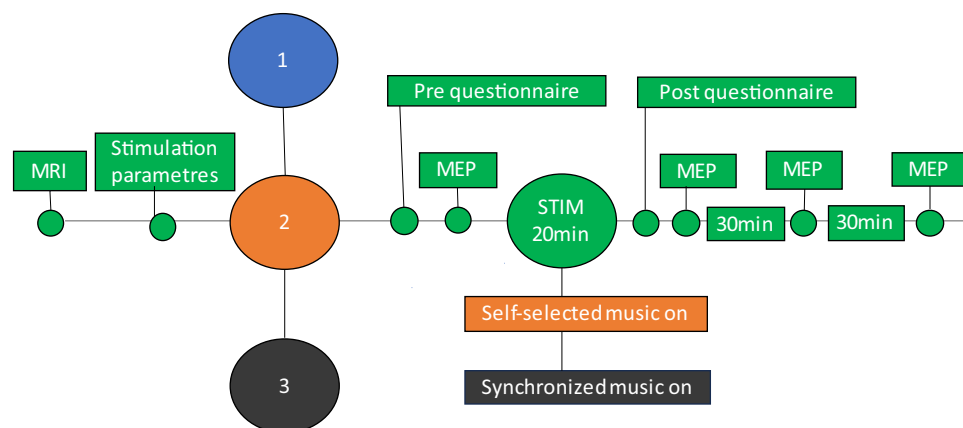 1
Pre questionnaire
Post questionnaire
MRI
Stimulation
parametres
MEP
MEP
MEP
MEP
2
STIM
20min
30min
30min
Self-selected music on
3
Synchronized music on